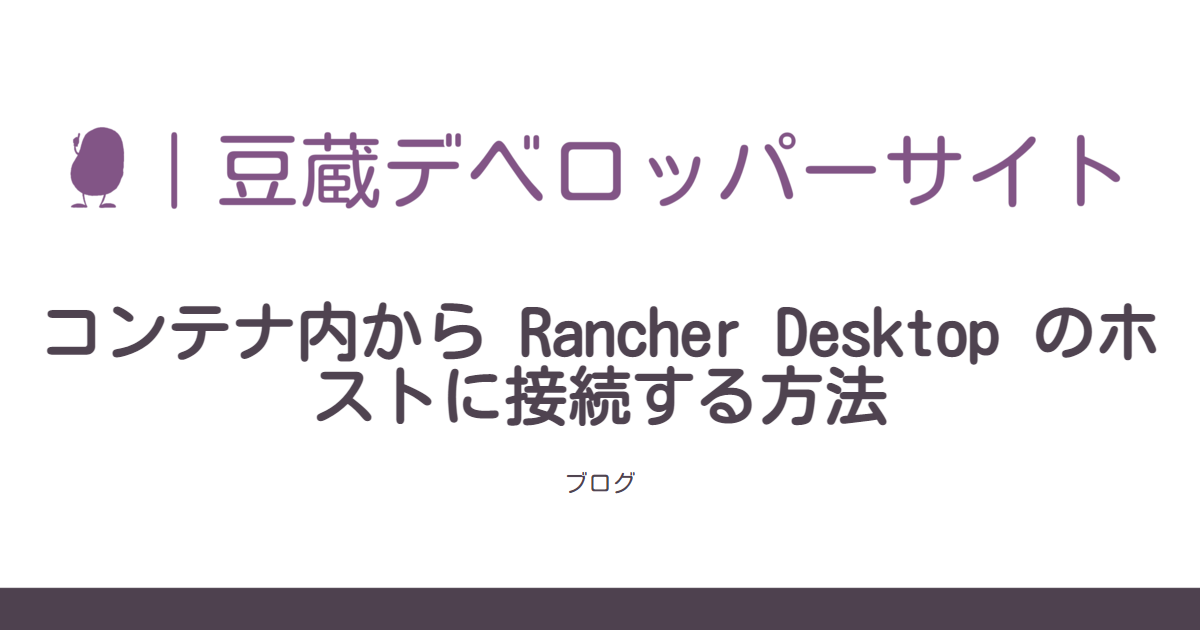 | 豆蔵デベロッパーサイト
コンテナ内から Rancher Desktop のホ
ストに接続する方法
ブログ